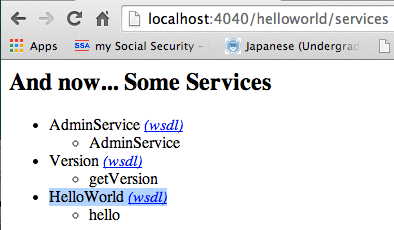 localhost:4040/helloworld/services
Apps SSA my Social Security - Japanese (Undergrad
And now... Some Services
AdminService (wsdl)
AdminService
Version (wsdl)
getVersion
HelloWorld (wsdl)
hello